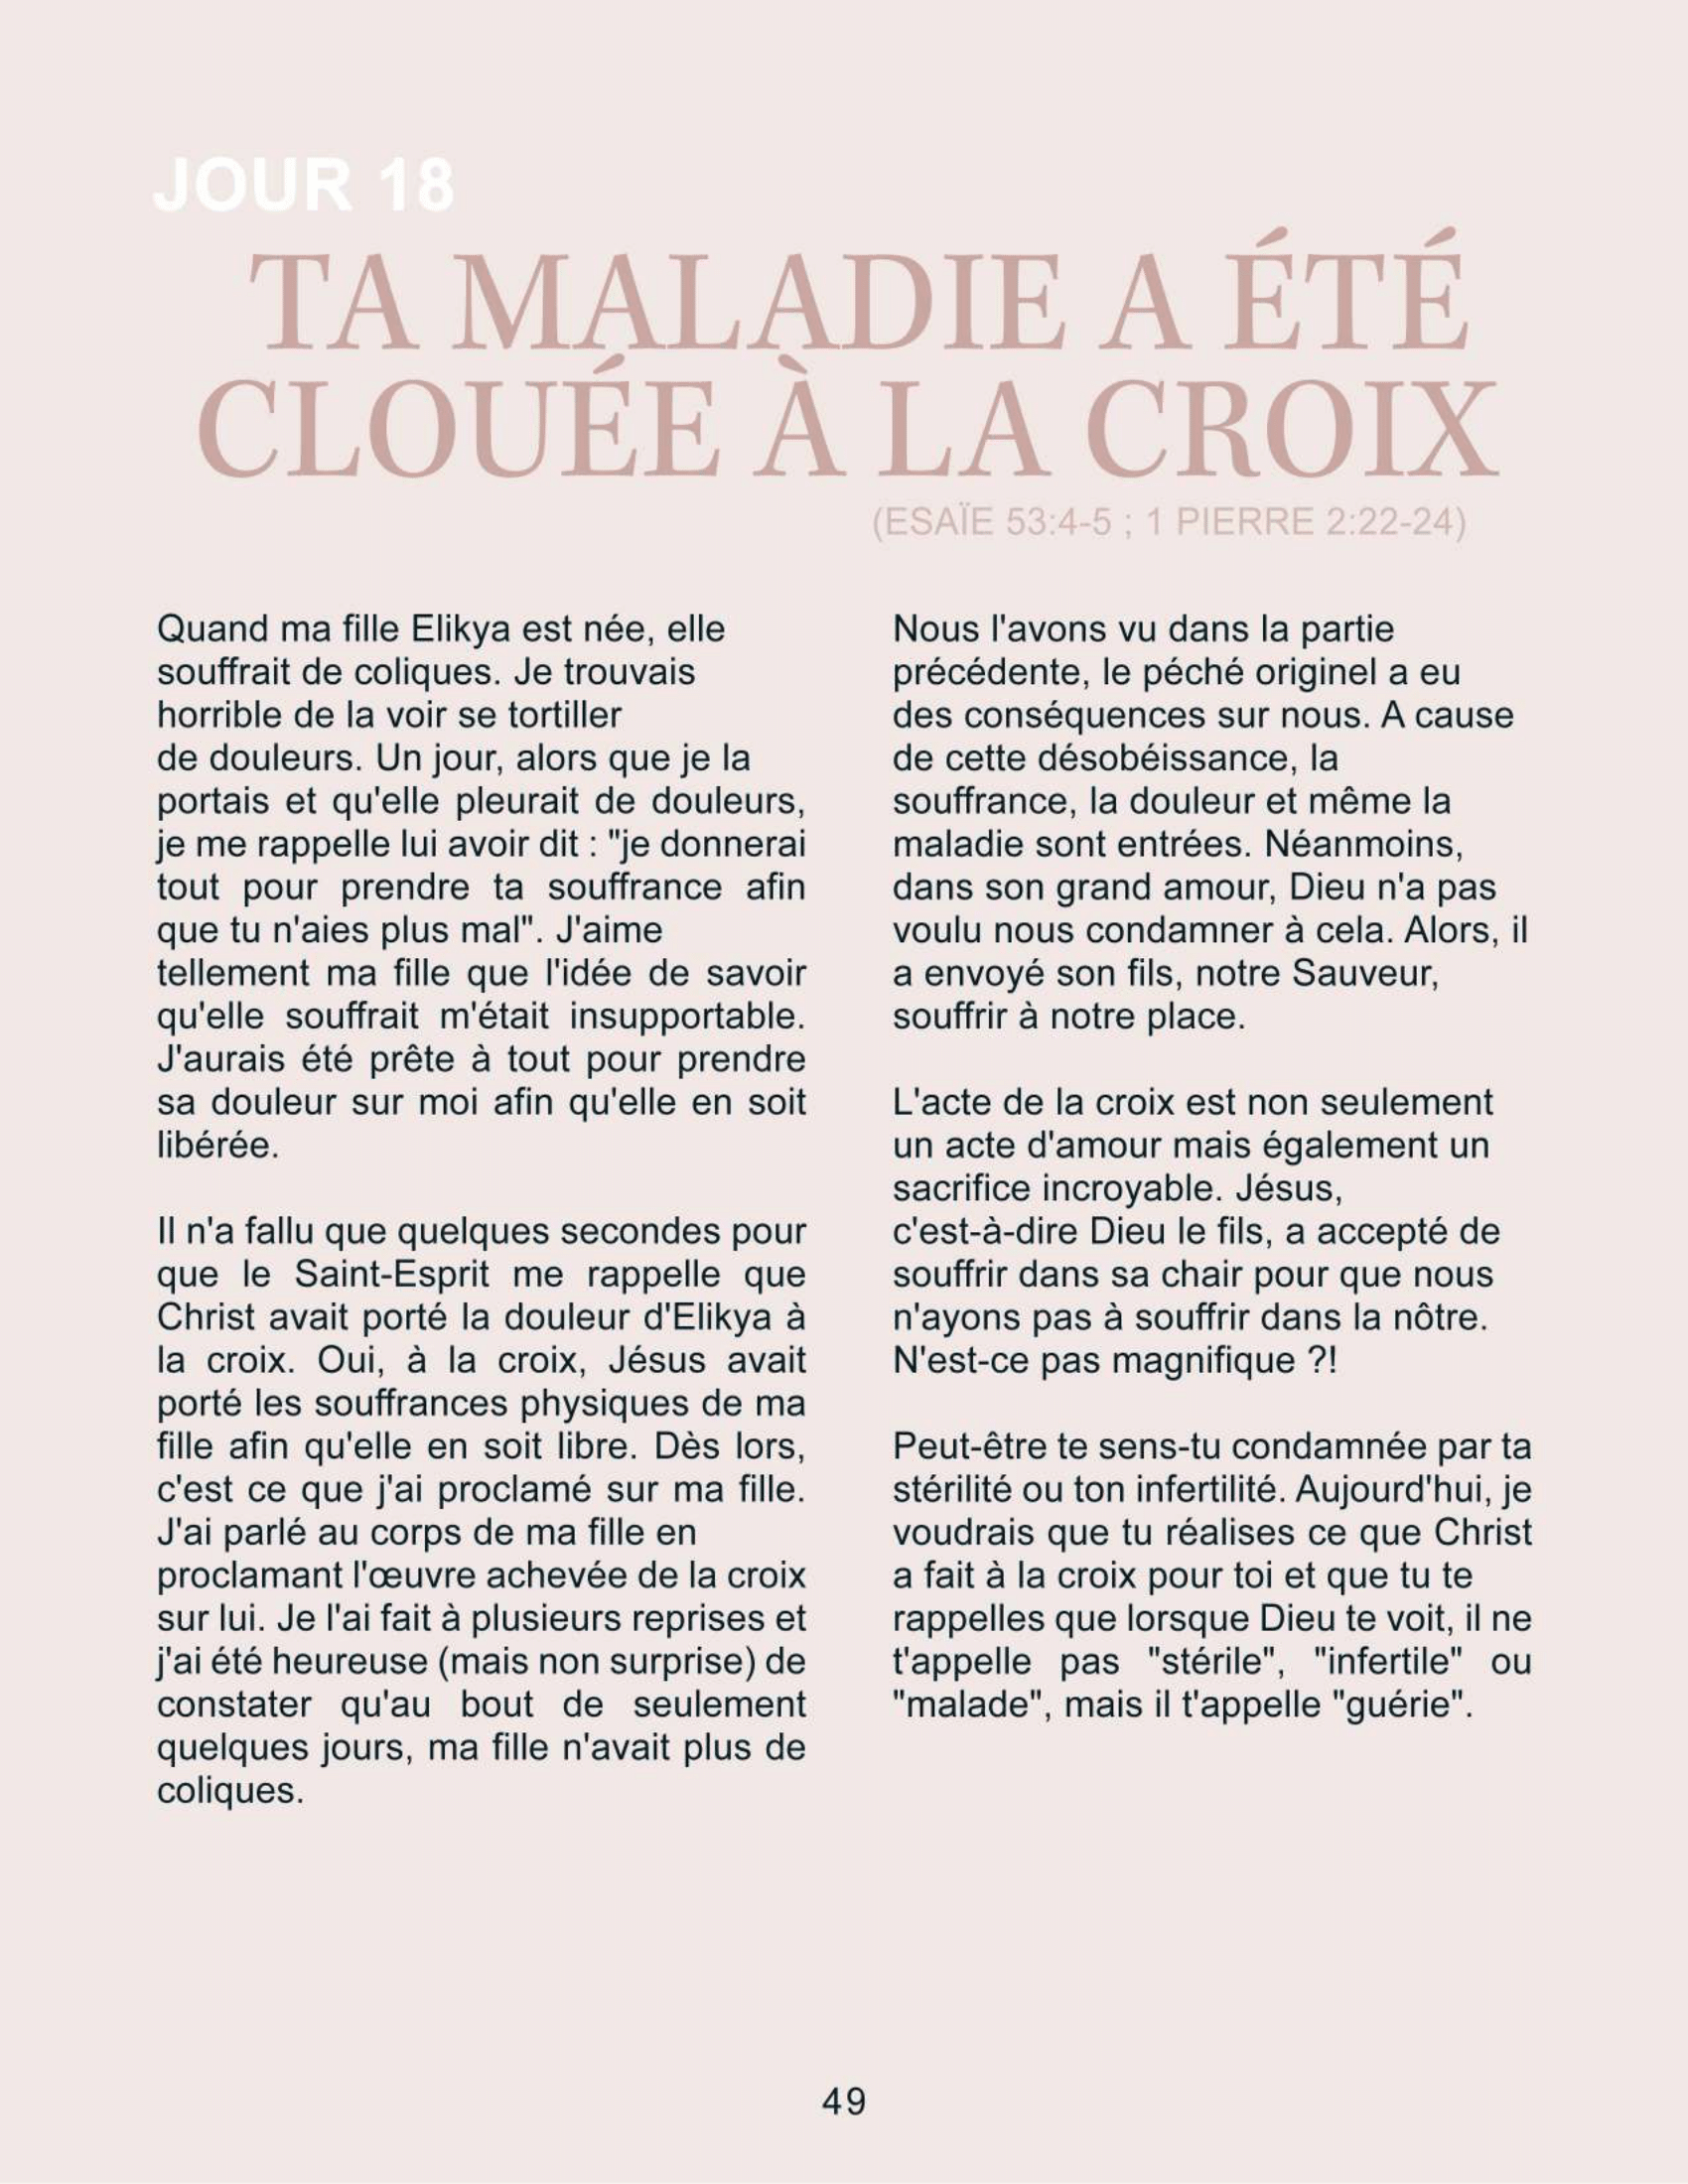 JOUR 18
TA MALADIE A ÉTÉ
CLOUÉE À LA CROIX
(ESAÏE 53:4-5 ; 1 PIERRE 2:22-24)
Quand ma fille Elikya est née, elle
souffrait de coliques. Je trouvais
horrible de la voir se tortiller
de douleurs. Un jour, alors que je la
portais et qu'elle pleurait de douleurs,
je me rappelle lui avoir dit : "je donnerai
tout pour prendre ta souffrance afin
que tu n'aies plus mal". J'aime
tellement ma fille que l'idée de savoir
qu'elle souffrait m'était insupportable.
J'aurais été prête à tout pour prendre
sa douleur sur moi afin qu'elle en soit
libérée.
Il n'a fallu que quelques secondes pour
que le Saint-Esprit me rappelle que
Christ avait porté la douleur d'Elikya à
la croix. Oui, à la croix, Jésus avait
porté les souffrances physiques de ma
fille afin qu'elle en soit libre. Dès lors,
c'est ce que j'ai proclamé sur ma fille.
J'ai parlé au corps de ma fille en
proclamant l'œuvre achevée de la croix
sur lui. Je l'ai fait à plusieurs reprises et
j'ai été heureuse (mais non surprise) de
constater qu'au bout de seulement
quelques jours, ma fille n'avait plus de
coliques.
Nous l'avons vu dans la partie
précédente, le péché originel a eu
des conséquences sur nous. A cause
de cette désobéissance, la
souffrance, la douleur et même la
maladie sont entrées. Néanmoins,
dans son grand amour, Dieu n'a pas
voulu nous condamner à cela. Alors, il
a envoyé son fils, notre Sauveur,
souffrir à notre place.
L'acte de la croix est non seulement
un acte d'amour mais également un
sacrifice incroyable. Jésus,
c'est-à-dire Dieu le fils, a accepté de
souffrir dans sa chair pour que nous
n'ayons pas à souffrir dans la nôtre.
N'est-ce pas magnifique ?!
Peut-être te sens-tu condamnée par ta
stérilité ou ton infertilité. Aujourd'hui, je
voudrais que tu réalises ce que Christ
a fait à la croix pour toi et que tu te
rappelles que lorsque Dieu te voit, il ne
t'appelle pas "stérile", "infertile" ou
"malade", mais il t'appelle "guérie".
49